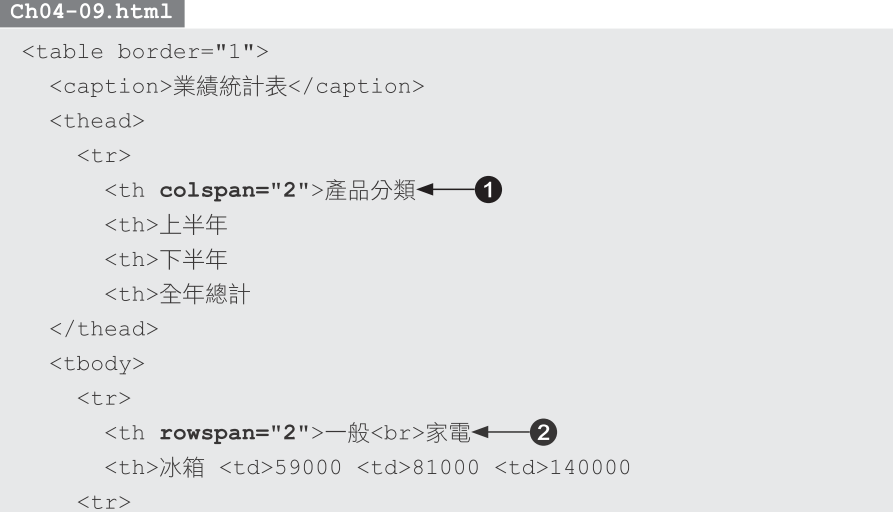 Ch04-09.html
<table border="1">
  <caption>業績統計表</caption>
  <thead>
    <tr>
      <th colspan="2">產品分類 ❶
      <th>上半年
      <th>下半年
      <th>全年總計
  </thead>
  <tbody>
    <tr>
      <th rowspan="2">一般<br>家電 ❷
      <th>冰箱 <td>59000 <td>81000 <td>140000
    <tr>